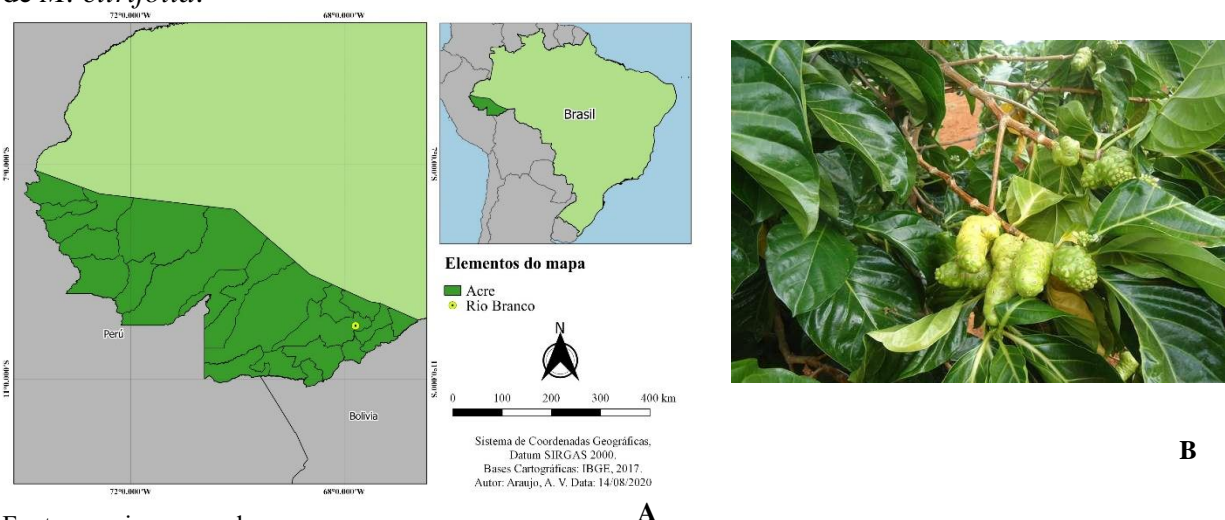 de M. citrifolia.
72°0.000'W 68°0.000'W
7°0.000'S
11°0.000'S
Perú
Bolivia
72°0.000'W 68°0.000'W
Brasil
7°0.000'S
11°0.000'S
Elementos do mapa
Acre
Rio Branco
N
0 100 200 300 400 km
Sistema de Coordenadas Geográficas,
Datum SIRGAS 2000.
Bases Cartográficas: IBGE, 2017.
Autor: Araujo, A. V. Data: 14/08/2020
A
B